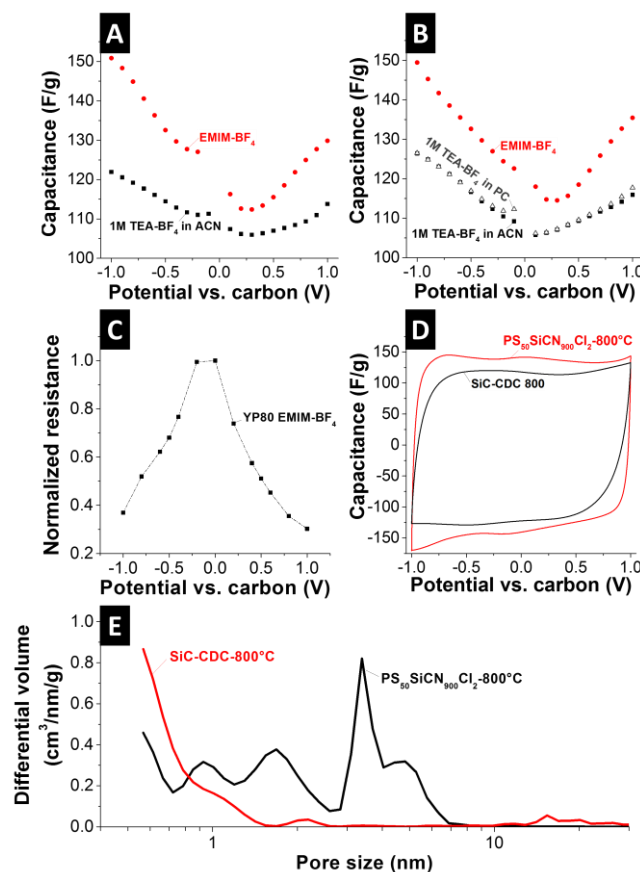 A
Capacitance (F/g)
150
140
130
120
110
100
EMIM-BF₄
1M TEA-BF₄ in ACN
-1.0 -0.5 0.0 0.5 1.0
Potential vs. carbon (V)
B
Capacitance (F/g)
150
140
130
120
110
100
EMIM-BF₄
1M TEA-BF₄ in PC
1M TEA-BF₄ in ACN
-1.0 -0.5 0.0 0.5 1.0
Potential vs. carbon (V)
C
Normalized resistance
1.0
0.8
0.6
0.4
0.2
YP80 EMIM-BF₄
-1.0 -0.5 0.0 0.5 1.0
Potential vs. carbon (V)
D
Capacitance (F/g)
150
100
50
0
-50
-100
-150
PS₅₀SiCN₉₀₀Cl₂-800°C
SiC-CDC 800
-1.0 -0.5 0.0 0.5 1.0
Potential vs. carbon (V)
E
Differential volume
(cm³/nm/g)
1.0
0.8
0.6
0.4
0.2
0.0
SiC-CDC-800°C
PS₅₀SiCN₉₀₀Cl₂-800°C
1 10
Pore size (nm)